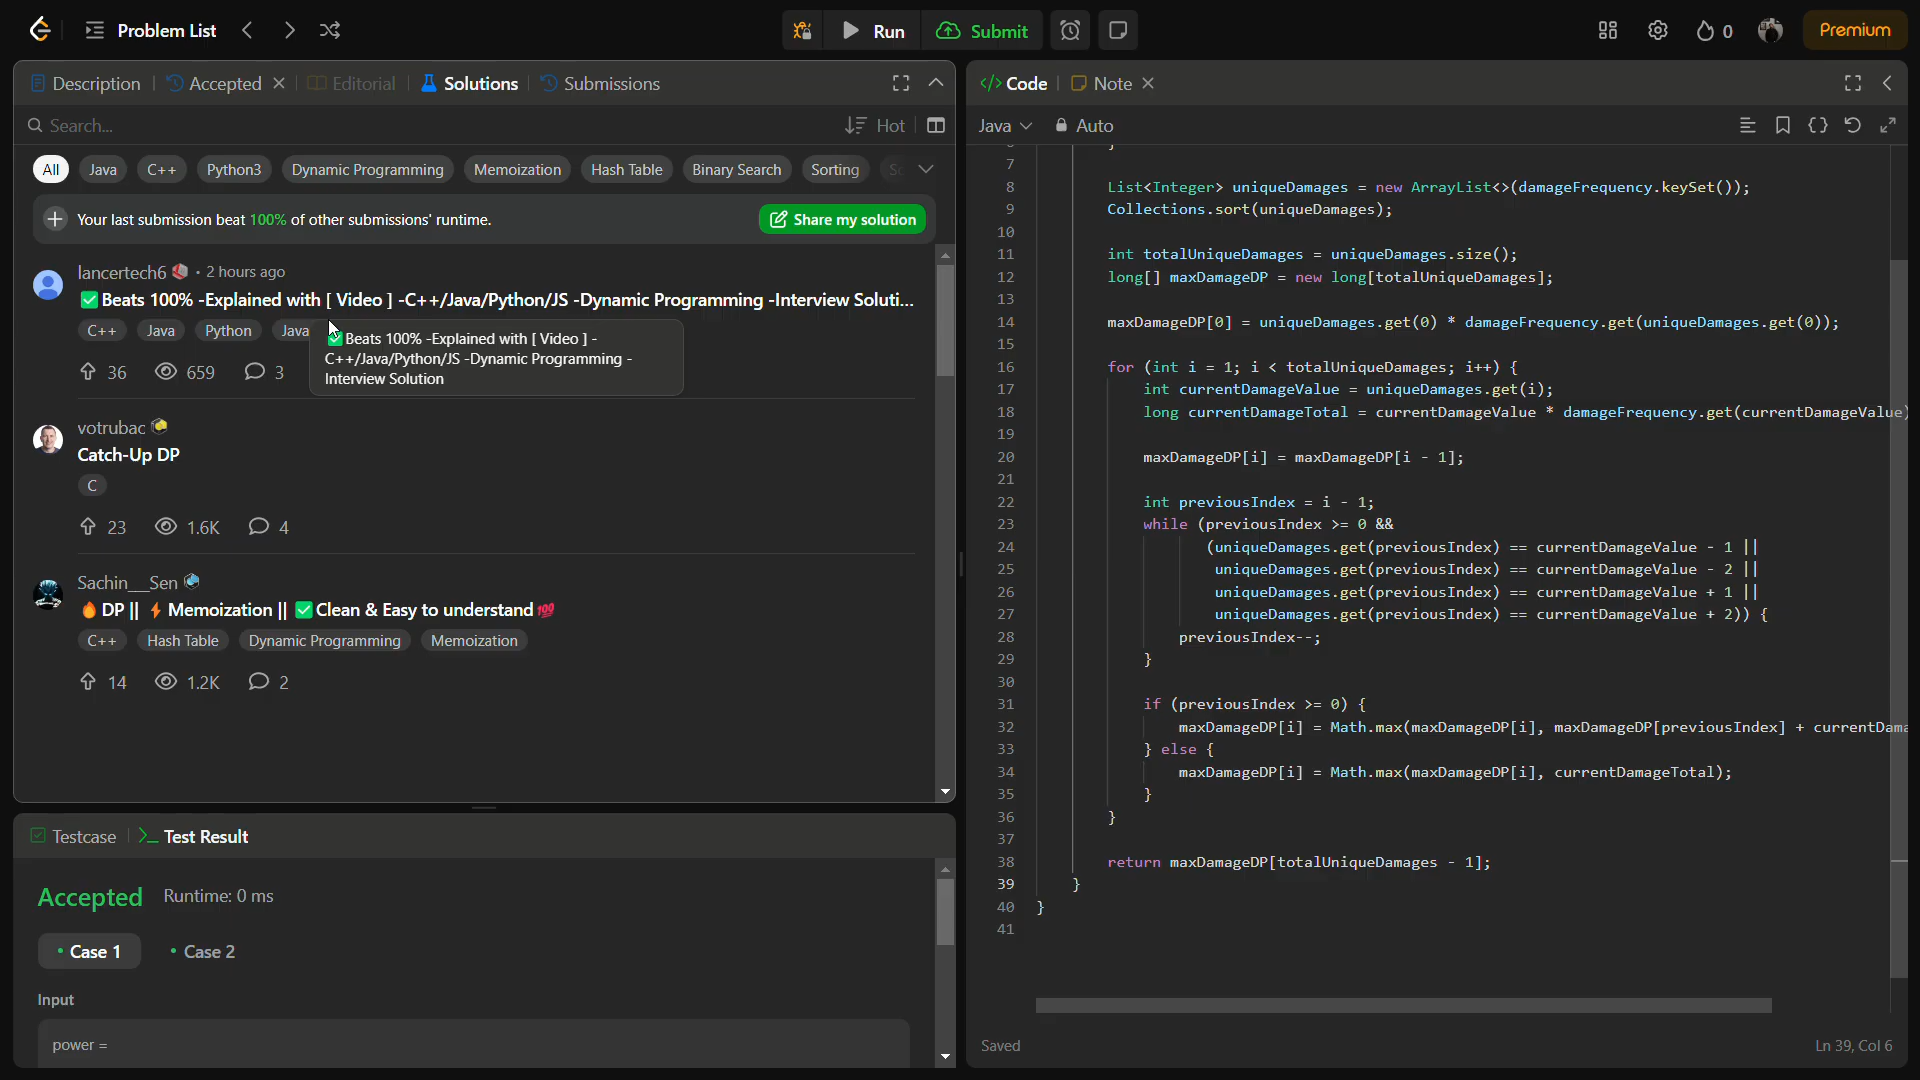 Problem List
Run
Submit
0
Premium
Description
Accepted
Editorial
Solutions
Submissions
Search...
Hot
All
Java
C++
Python3
Dynamic Programming
Memoization
Hash Table
Binary Search
Sorting
Your last submission beat 100% of other submissions' runtime.
Share my solution
lancertech6 · 2 hours ago
✅Beats 100% -Explained with [ Video ] -C++/Java/Python/JS -Dynamic Programming -Interview Soluti...
C++
Java
Python
Java
✅Beats 100% -Explained with [ Video ] -
C++/Java/Python/JS -Dynamic Programming -
Interview Solution
36
659
3
votrubac
Catch-Up DP
C
23
1.6K
4
Sachin__Sen
🔥DP || ⚡Memoization || ✅Clean & Easy to understand💯
C++
Hash Table
Dynamic Programming
Memoization
14
1.2K
2
Testcase
Test Result
Accepted
Runtime: 0 ms
• Case 1
• Case 2
Input
power =
</> Code
Note
Java
Auto
7
8 List<Integer> uniqueDamages = new ArrayList<>(damageFrequency.keySet());
9 Collections.sort(uniqueDamages);
10
11 int totalUniqueDamages = uniqueDamages.size();
12 long[] maxDamageDP = new long[totalUniqueDamages];
13
14 maxDamageDP[0] = uniqueDamages.get(0) * damageFrequency.get(uniqueDamages.get(0));
15
16 for (int i = 1; i < totalUniqueDamages; i++) {
17 int currentDamageValue = uniqueDamages.get(i);
18 long currentDamageTotal = currentDamageValue * damageFrequency.get(currentDamageValue)
19
20 maxDamageDP[i] = maxDamageDP[i - 1];
21
22 int previousIndex = i - 1;
23 while (previousIndex >= 0 &&
24 (uniqueDamages.get(previousIndex) == currentDamageValue - 1 ||
25 uniqueDamages.get(previousIndex) == currentDamageValue - 2 ||
26 uniqueDamages.get(previousIndex) == currentDamageValue + 1 ||
27 uniqueDamages.get(previousIndex) == currentDamageValue + 2)) {
28 previousIndex--;
29 }
30
31 if (previousIndex >= 0) {
32 maxDamageDP[i] = Math.max(maxDamageDP[i], maxDamageDP[previousIndex] + currentDama
33 } else {
34 maxDamageDP[i] = Math.max(maxDamageDP[i], currentDamageTotal);
35 }
36 }
37
38 return maxDamageDP[totalUniqueDamages - 1];
39 }
40 }
41
Saved
Ln 39, Col 6